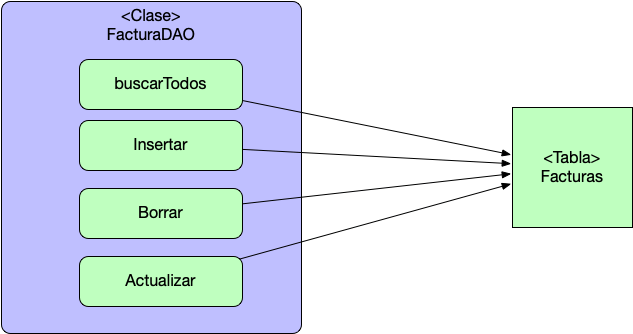 <Clase>
FacturaDAO
buscarTodos
Insertar
Borrar
Actualizar
<Tabla>
Facturas